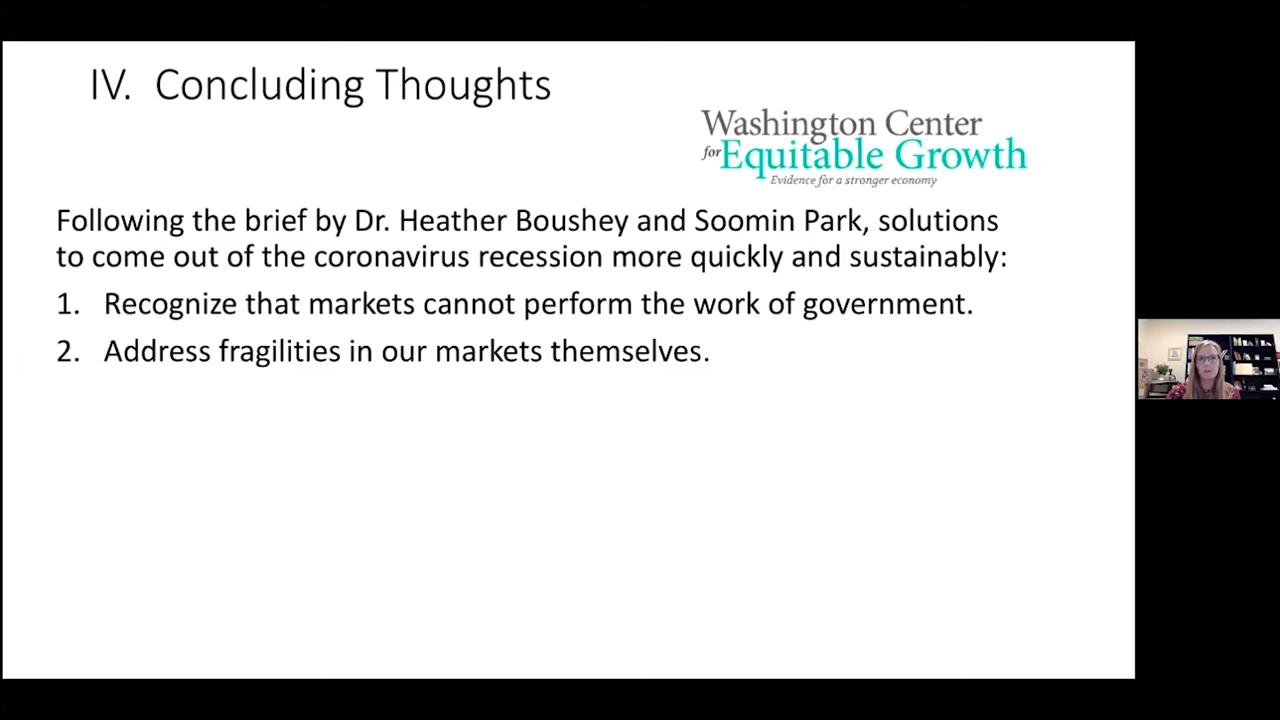 IV. Concluding Thoughts
Washington Center
for Equitable Growth
Evidence for a stronger economy
Following the brief by Dr. Heather Boushey and Soomin Park, solutions
to come out of the coronavirus recession more quickly and sustainably:
1. Recognize that markets cannot perform the work of government.
2. Address fragilities in our markets themselves.